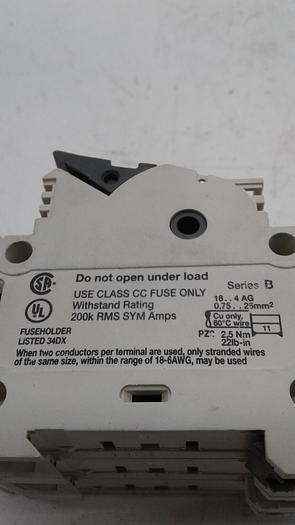 Do not open under load
Series B
USE CLASS CC FUSE ONLY
Withstand Rating
200k RMS SYM Amps
18..4 AG
0.75..25mm²
Cu only,
60°C wire
11
PZ2 2,5 Nm
22lb-in
SA
UL
FUSEHOLDER
LISTED 34DX
When two conductors per terminal are used, only stranded wires
of the same size, within the range of 18-6AWG, may be used